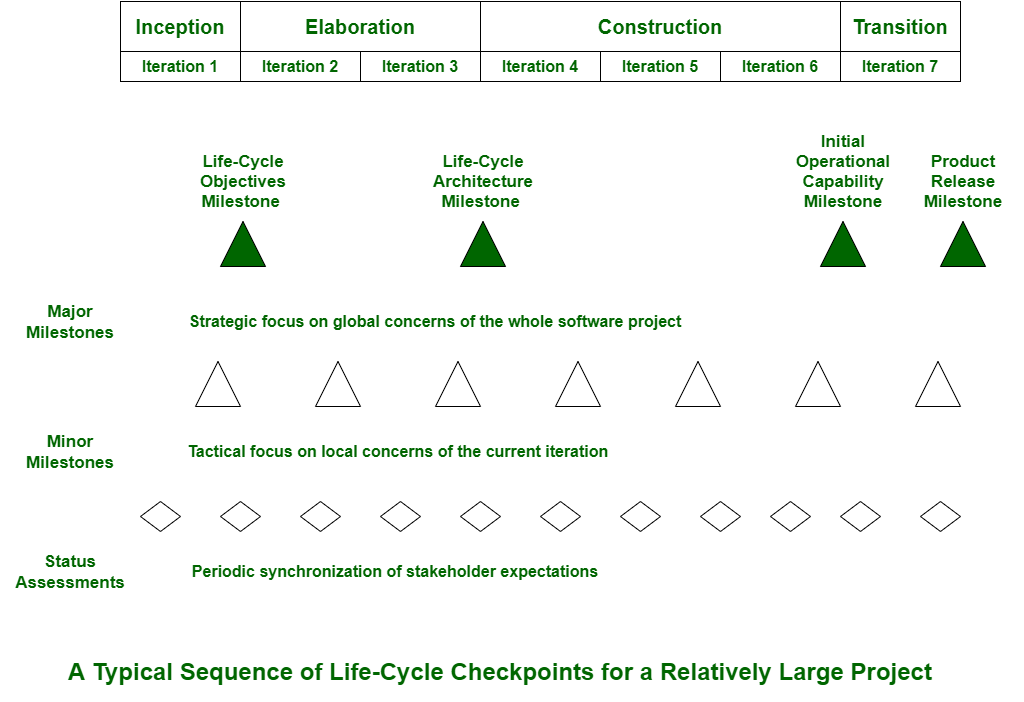 Inception Elaboration Construction Transition
Iteration 1 Iteration 2 Iteration 3 Iteration 4 Iteration 5 Iteration 6 Iteration 7
Life-Cycle
Objectives
Milestone
Life-Cycle
Architecture
Milestone
Initial
Operational
Capability
Milestone
Product
Release
Milestone
Major
Milestones
Strategic focus on global concerns of the whole software project
Minor
Milestones
Tactical focus on local concerns of the current iteration
Status
Assessments
Periodic synchronization of stakeholder expectations
A Typical Sequence of Life-Cycle Checkpoints for a Relatively Large Project